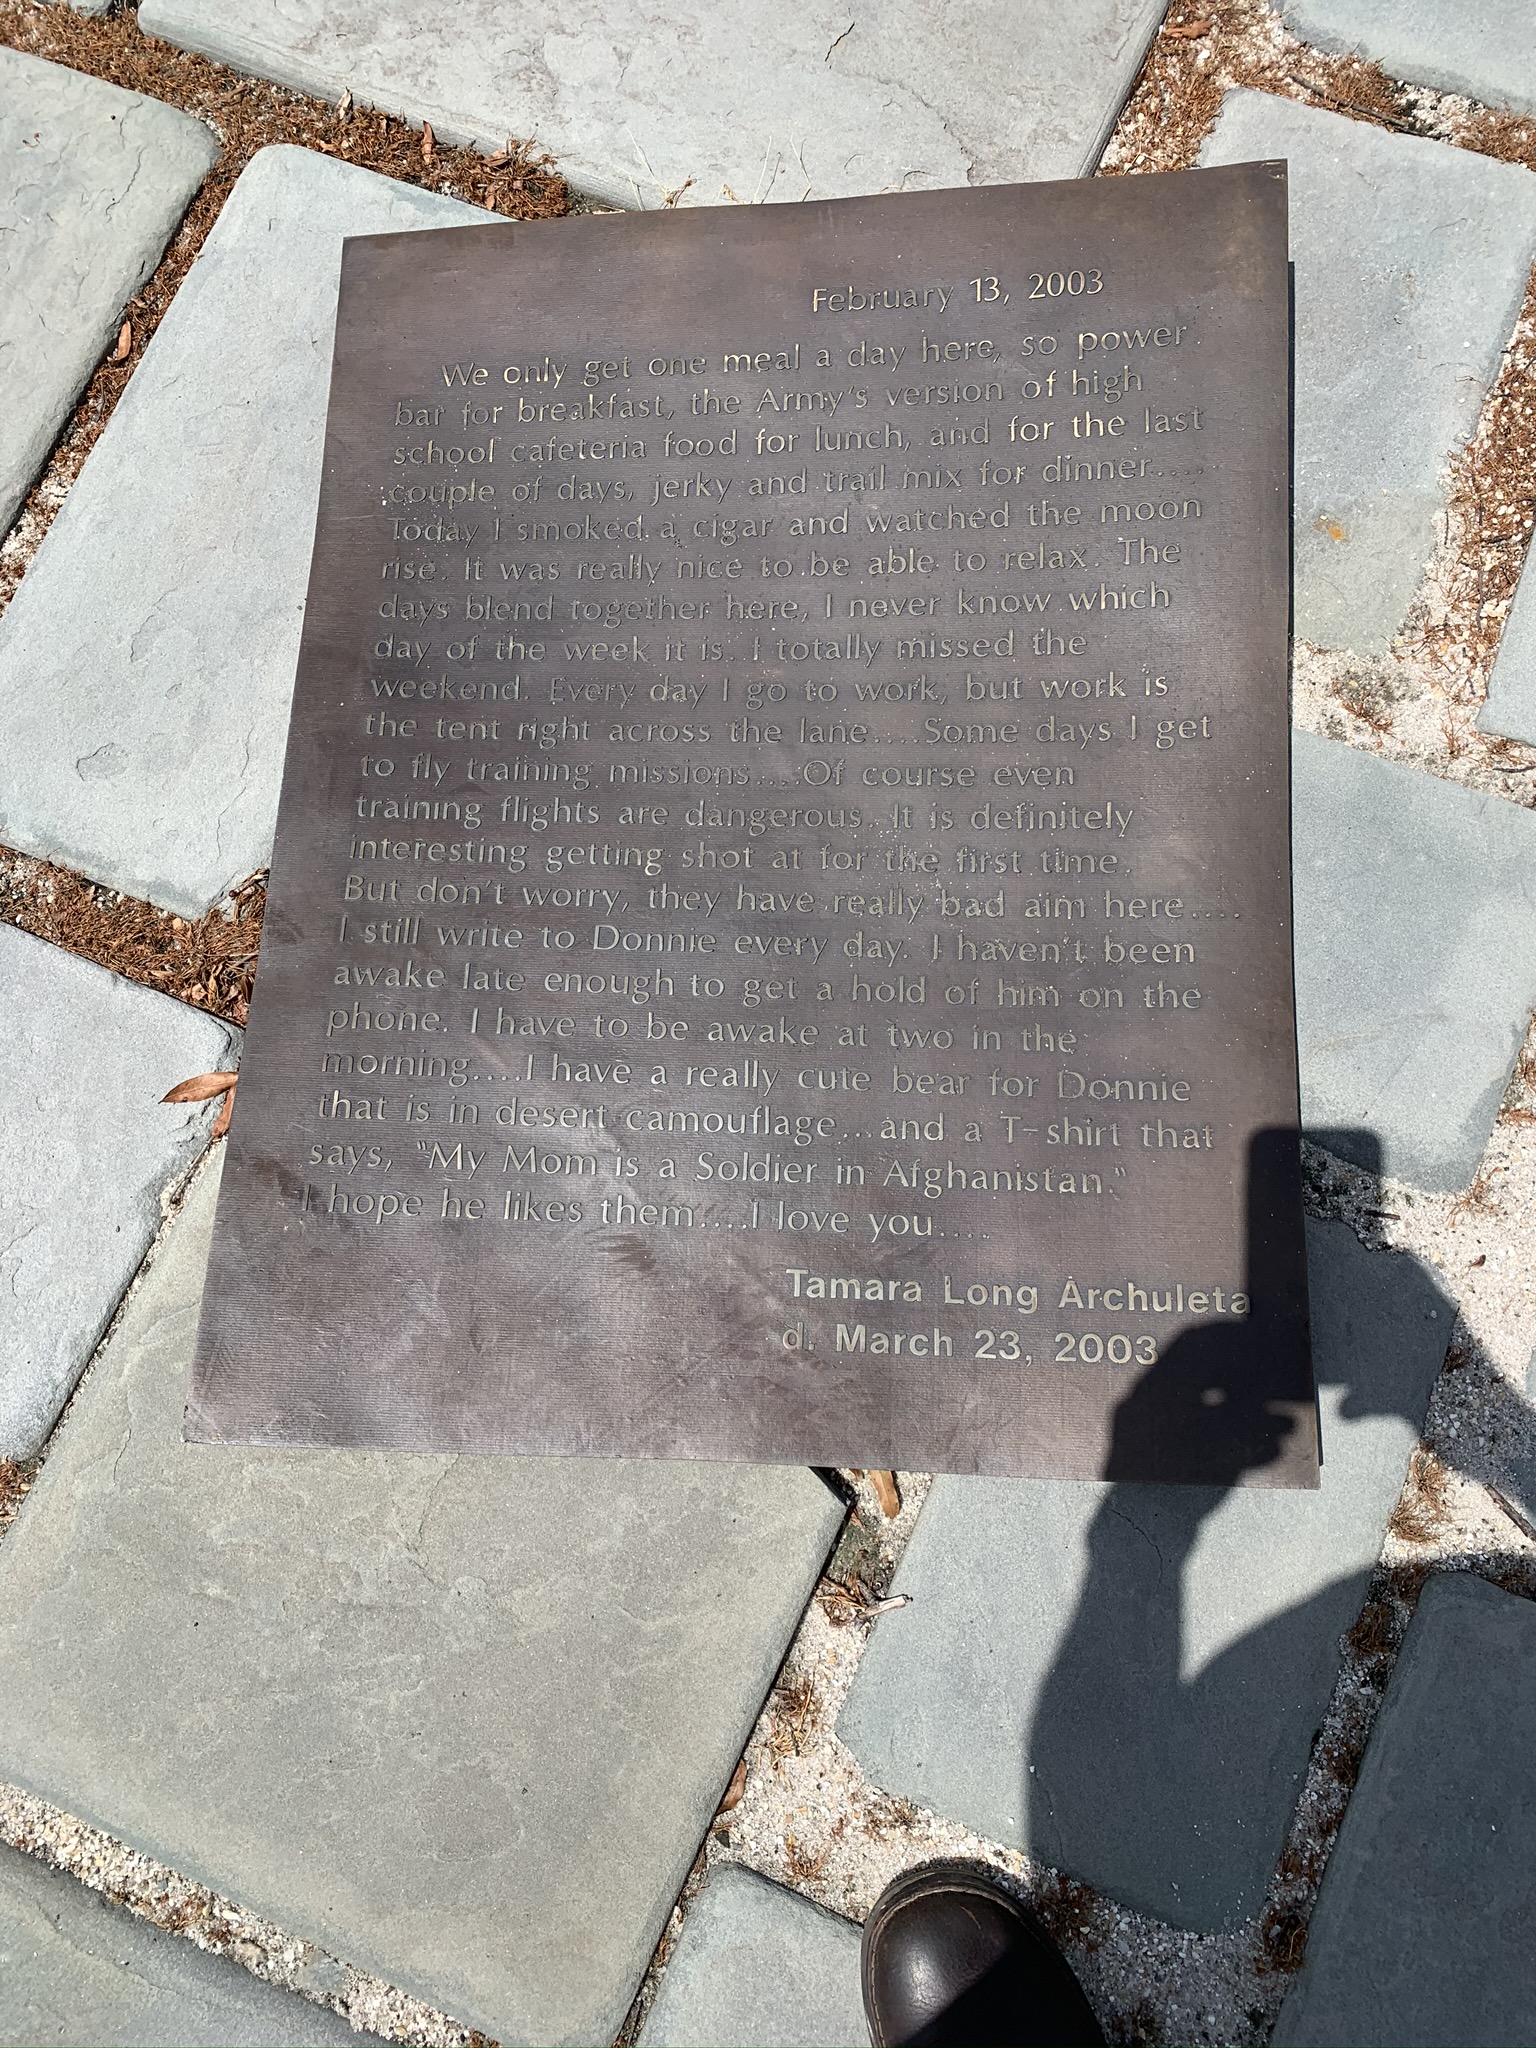 February 13, 2003
We only get one meal a day here, so power
bar for breakfast, the Army's version of high
school cafeteria food for lunch, and for the last
couple of days, jerky and trail mix for dinner....
Today I smoked a cigar and watched the moon
rise. It was really nice to be able to relax. The
days blend together here, I never know which
day of the week it is. I totally missed the
weekend. Every day I go to work, but work is
the tent right across the lane....Some days I get
to fly training missions....Of course even
training flights are dangerous. It is definitely
interesting getting shot at for the first time.
But don't worry, they have really bad aim here....
I still write to Donnie every day. I haven't been
awake late enough to get a hold of him on the
phone. I have to be awake at two in the
morning....I have a really cute bear for Donnie
that is in desert camouflage...and a T-shirt that
says, "My Mom is a Soldier in Afghanistan."
I hope he likes them....I love you....
Tamara Long Archuleta
d. March 23, 2003